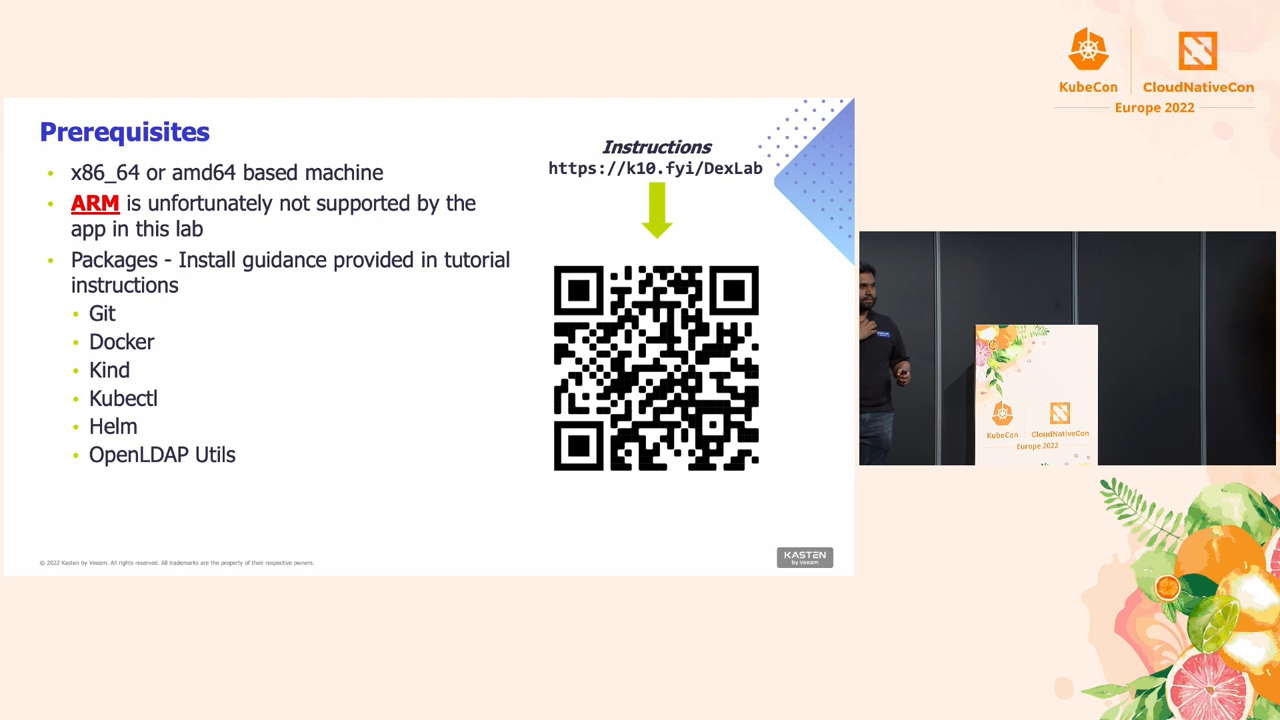 KubeCon
CloudNativeCon
Europe 2022
Prerequisites
x86_64 or amd64 based machine
ARM is unfortunately not supported by the
app in this lab
Packages - Install guidance provided in tutorial
instructions
Git
Docker
Kind
Kubectl
Helm
OpenLDAP Utils
Instructions
https://k10.fyi/DexLab
© 2022 Kasten by Veeam. All rights reserved. All trademarks are the property of their respective owners.
KASTEN
by Veeam
KubeCon
CloudNativeCon
Europe 2022